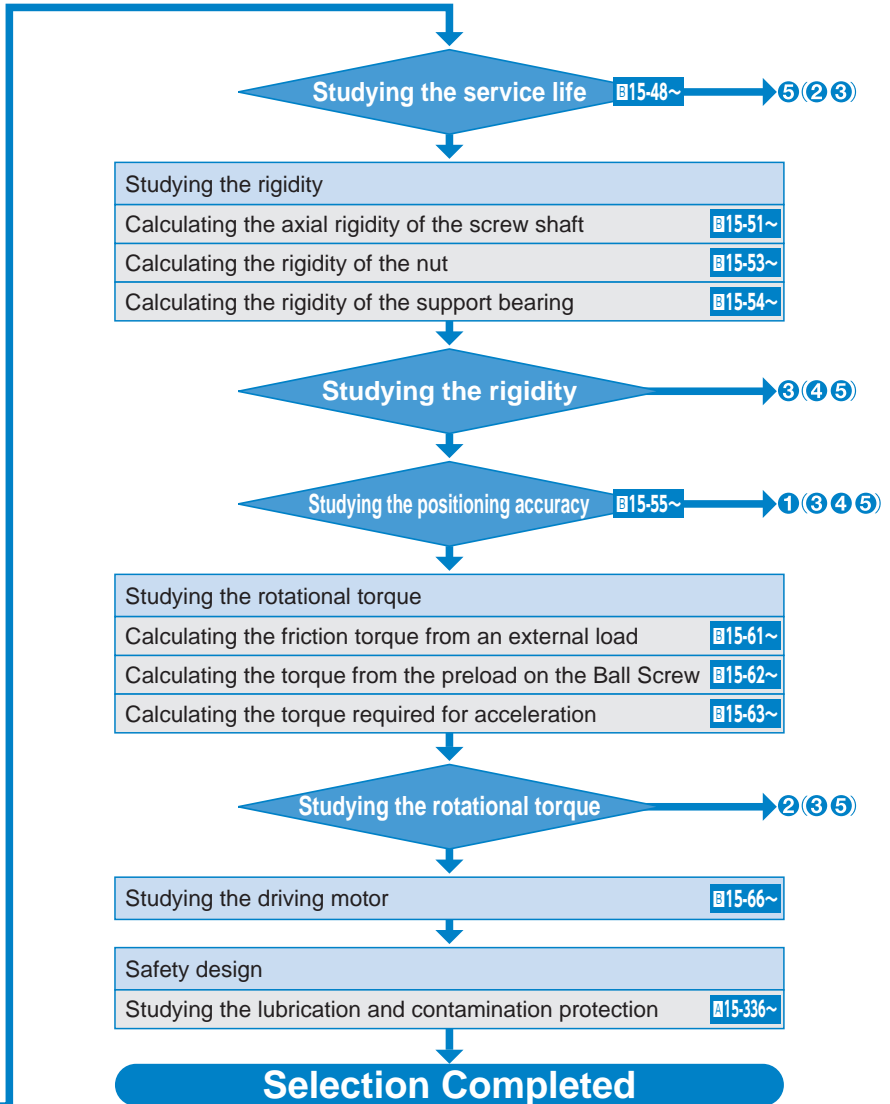 Studying the service life B15-48~ ❺(❷❸)
Studying the rigidity
Calculating the axial rigidity of the screw shaft B15-51~
Calculating the rigidity of the nut B15-53~
Calculating the rigidity of the support bearing B15-54~
Studying the rigidity ❸(❹❺)
Studying the positioning accuracy B15-55~ ❶(❸❹❺)
Studying the rotational torque
Calculating the friction torque from an external load B15-61~
Calculating the torque from the preload on the Ball Screw B15-62~
Calculating the torque required for acceleration B15-63~
Studying the rotational torque ❷(❸❺)
Studying the driving motor B15-66~
Safety design
Studying the lubrication and contamination protection A15-336~
Selection Completed